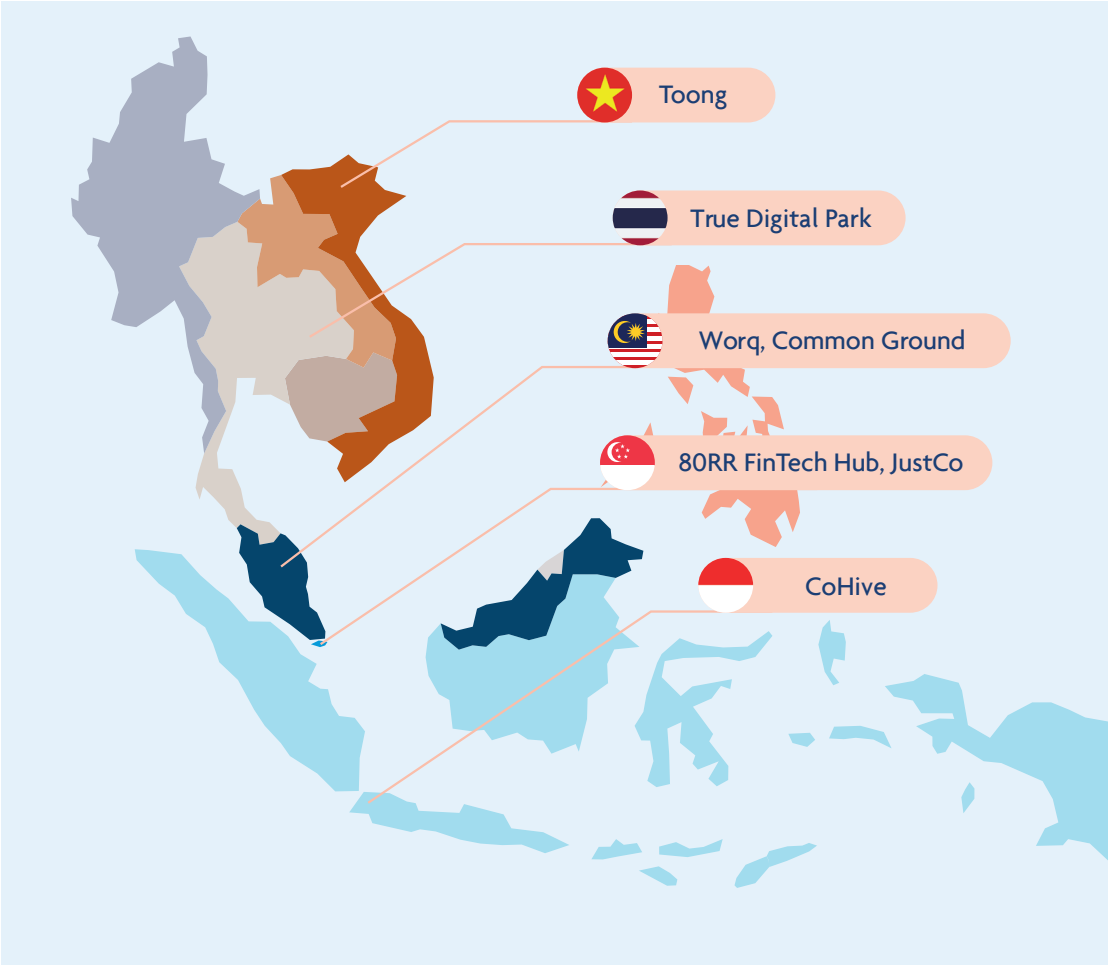 Toong
True Digital Park
Worq, Common Ground
80RR FinTech Hub, JustCo
CoHive